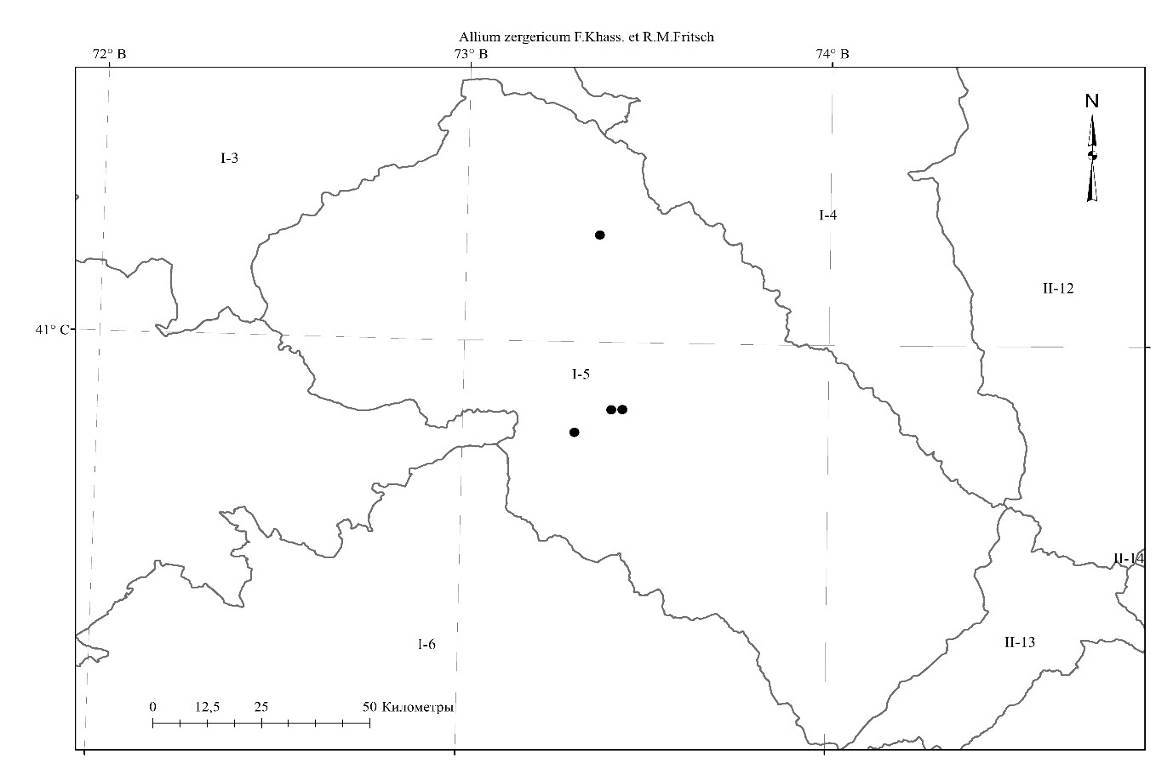 Allium zergericum F.Khass. et R.M.Fritsch
72° В 73° В 74° В
N
I-3
I-4
II-12
41° С
I-5
II-14
I-6
II-13
0 12,5 25 50 Километры